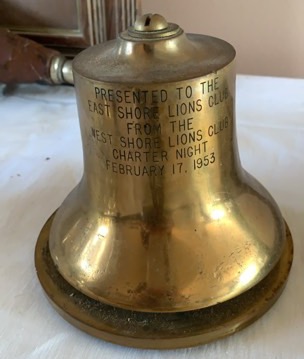 PRESENTED TO THE
EAST SHORE LIONS CLUB
FROM THE
WEST SHORE LIONS CLUB
CHARTER NIGHT
FEBRUARY 17, 1953